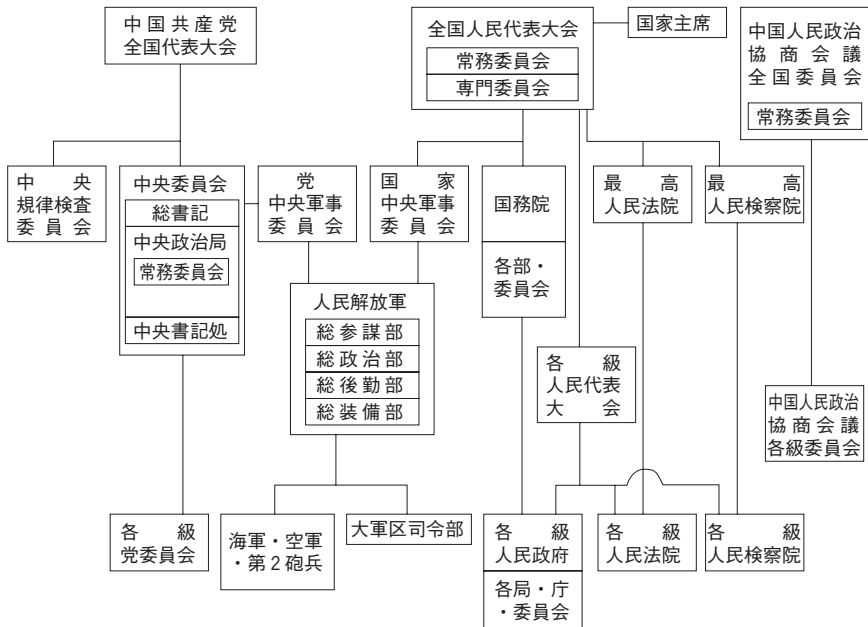 中国共産党
全国代表大会
全国人民代表大会
常務委員会
専門委員会
国家主席
中国人民政治
協商会議
全国委員会
常務委員会
中央
規律検査
委員会
中央委員会
総書記
中央政治局
常務委員会
中央書記処
党
中央軍事
委員会
国家
中央軍事
委員会
国務院
各部・
委員会
最高
人民法院
最高
人民検察院
人民解放軍
総参謀部
総政治部
総後勤部
総装備部
各級
人民代表
大会
中国人民政治
協商会議
各級委員会
各級
党委員会
海軍・空軍
・第2砲兵
大軍区司令部
各級
人民政府
各局・庁
・委員会
各級
人民法院
各級
人民検察院